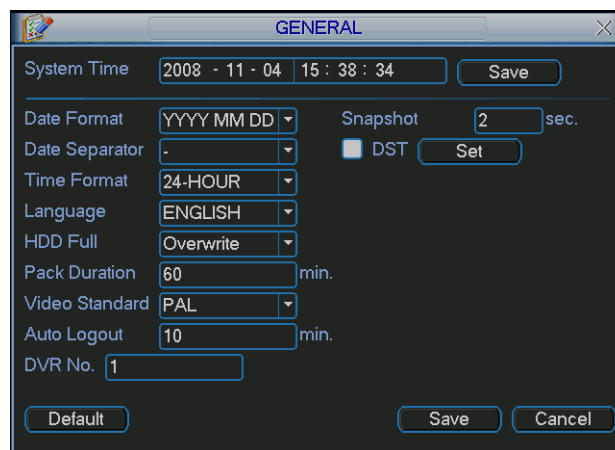 GENERAL
System Time 2008 - 11 - 04 15 : 38 : 34 Save
Date Format YYYY MM DD Snapshot 2 sec.
Date Separator - DST Set
Time Format 24-HOUR
Language ENGLISH
HDD Full Overwrite
Pack Duration 60 min.
Video Standard PAL
Auto Logout 10 min.
DVR No. 1
Default Save Cancel